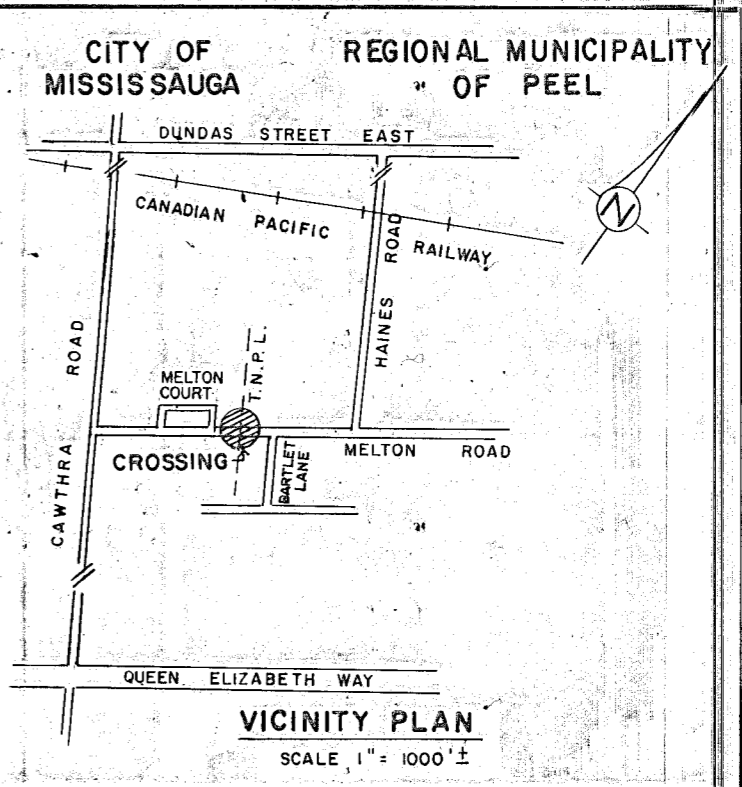 CITY OF
MISSISSAUGA
REGIONAL MUNICIPALITY
OF PEEL
DUNDAS STREET EAST
CANADIAN PACIFIC RAILWAY
N
HAINES ROAD
CAWTHRA ROAD
T.N.P.L.
MELTON
COURT
CROSSING
BARTLET
LANE
MELTON ROAD
QUEEN ELIZABETH WAY
VICINITY PLAN
SCALE 1" = 1000'±